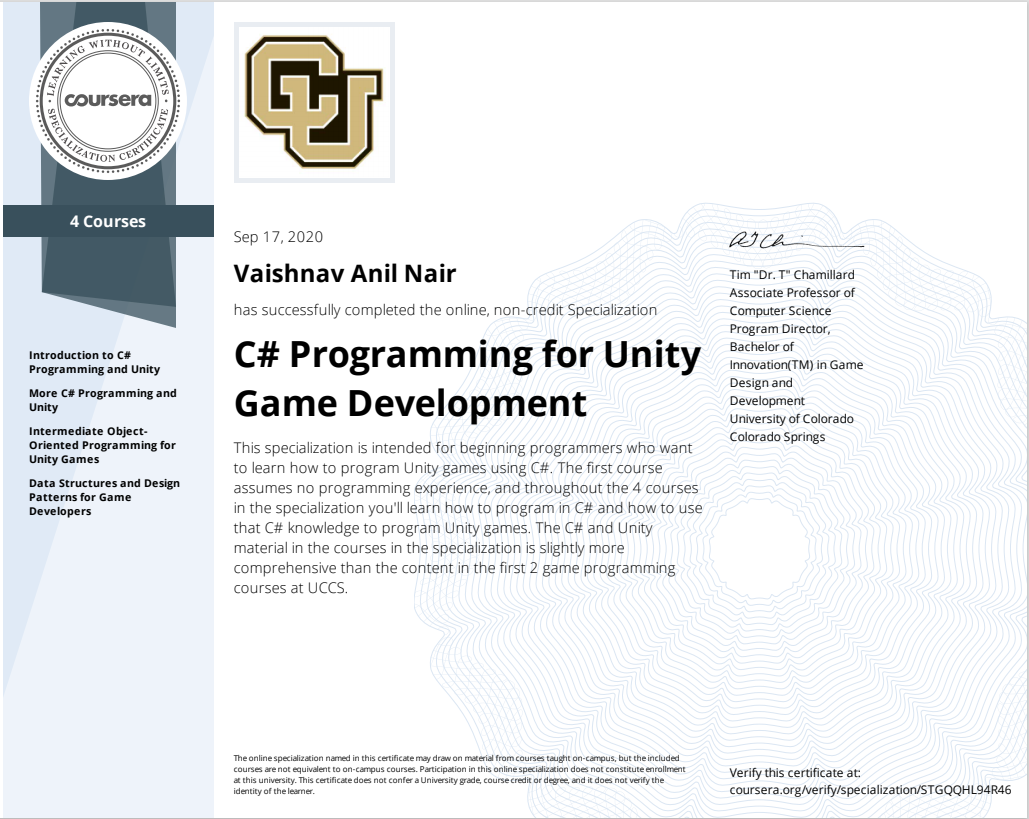 LEARNING WITHOUT LIMITS
coursera
SPECIALIZATION CERTIFICATE
4 Courses
Introduction to C#
Programming and Unity
More C# Programming and
Unity
Intermediate Object-
Oriented Programming for
Unity Games
Data Structures and Design
Patterns for Game
Developers
CU
Sep 17, 2020
Vaishnav Anil Nair
has successfully completed the online, non-credit Specialization
C# Programming for Unity
Game Development
This specialization is intended for beginning programmers who want
to learn how to program Unity games using C#. The first course
assumes no programming experience, and throughout the 4 courses
in the specialization you'll learn how to program in C# and how to use
that C# knowledge to program Unity games. The C# and Unity
material in the courses in the specialization is slightly more
comprehensive than the content in the first 2 game programming
courses at UCCS.
Tim "Dr. T" Chamillard
Associate Professor of
Computer Science
Program Director,
Bachelor of
Innovation(TM) in Game
Design and
Development
University of Colorado
Colorado Springs
The online specialization named in this certificate may draw on material from courses taught on-campus, but the included
courses are not equivalent to on-campus courses. Participation in this online specialization does not constitute enrollment
at this university. This certificate does not confer a University grade, course credit or degree, and it does not verify the
identity of the learner.
Verify this certificate at:
coursera.org/verify/specialization/STGQQHL94R46